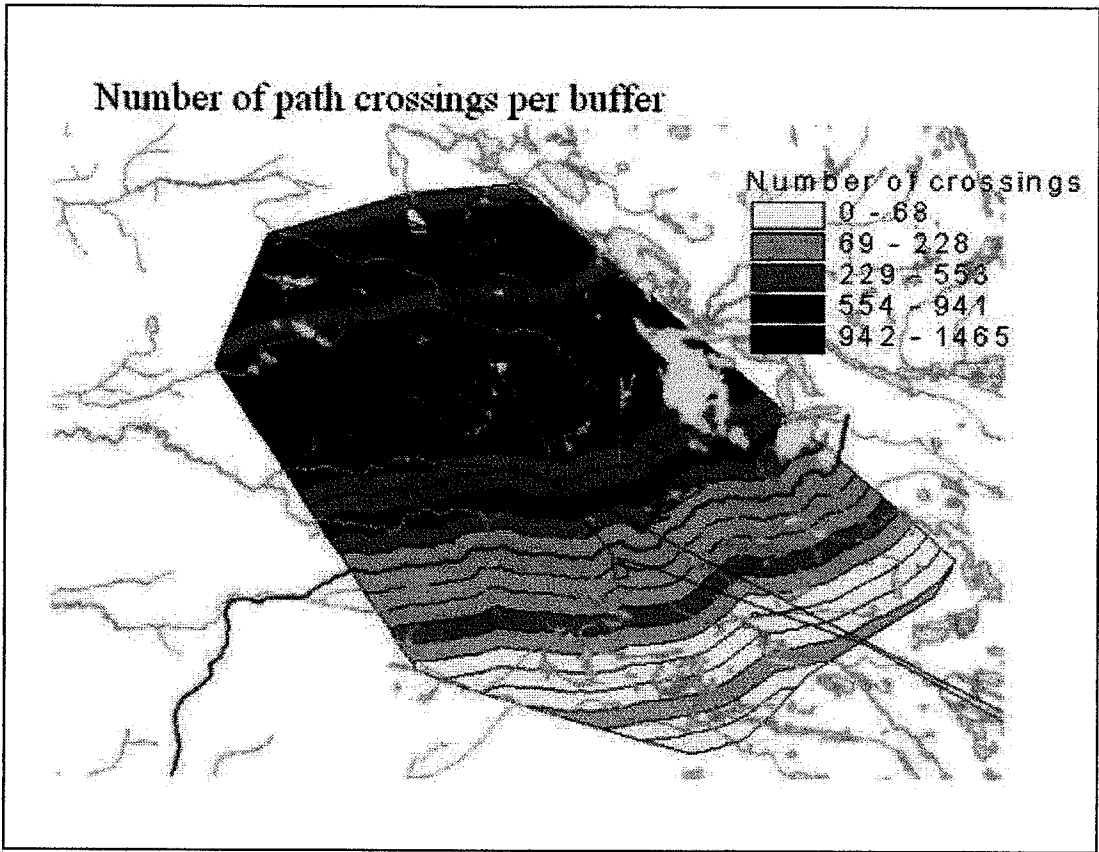 Number of path crossings per buffer
Number of crossings
0 - 68
69 - 228
229 - 553
554 - 941
942 - 1465